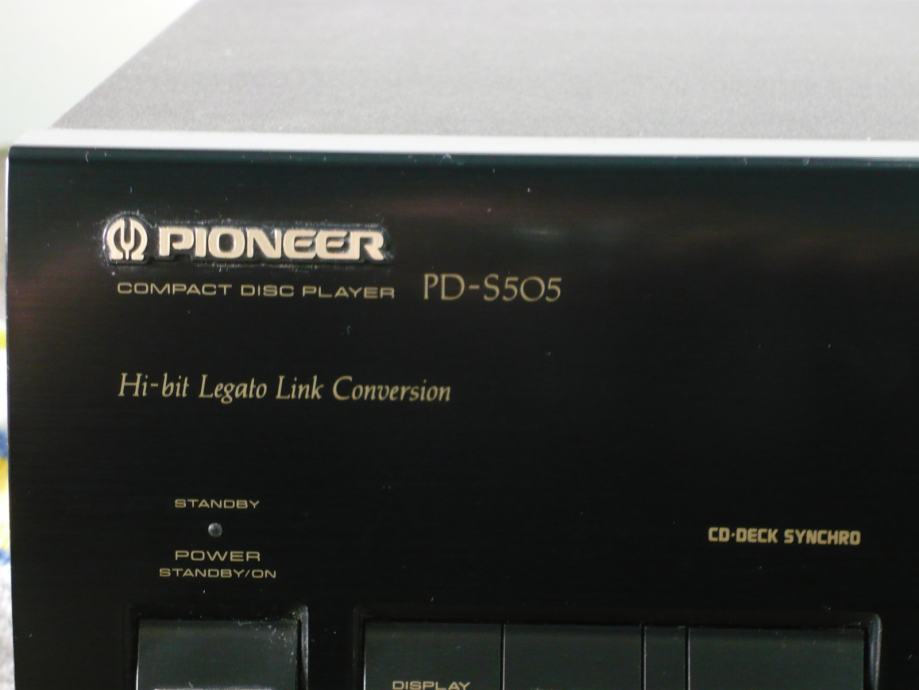 PIONEER
COMPACT DISC PLAYER PD-S505
Hi-bit Legato Link Conversion
STANDBY
CD·DECK SYNCHRO
POWER
STANDBY/ON
DISPLAY